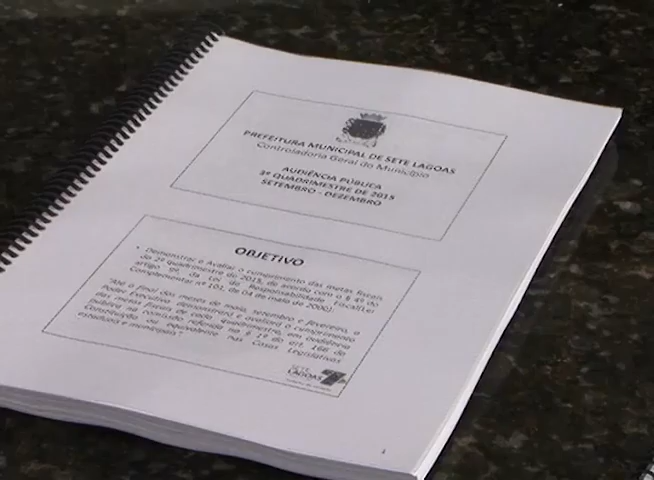 PREFEITURA MUNICIPAL DE SETE LAGOAS
Controladoria Geral do Município
AUDIÊNCIA PÚBLICA
3º QUADRIMESTRE DE 2015
SETEMBRO - DEZEMBRO
OBJETIVO
• Demonstrar e Avaliar o cumprimento das metas fiscais
do 2º quadrimestre de 2015, de acordo com o § 4º do
artigo 9º, da Lei de Responsabilidade Fiscal(Lei
Complementar nº 101, de 04 de maio de 2000):
"Até o final dos meses de maio, setembro e fevereiro, o
Poder Executivo demonstrará e avaliará o cumprimento
das metas fiscais de cada quadrimestre, em audiência
pública na comissão referida no § 1º do art. 166 da
Constituição ou equivalente nas Casas Legislativas
estaduais e municipais"
SETE
LAGOAS
1